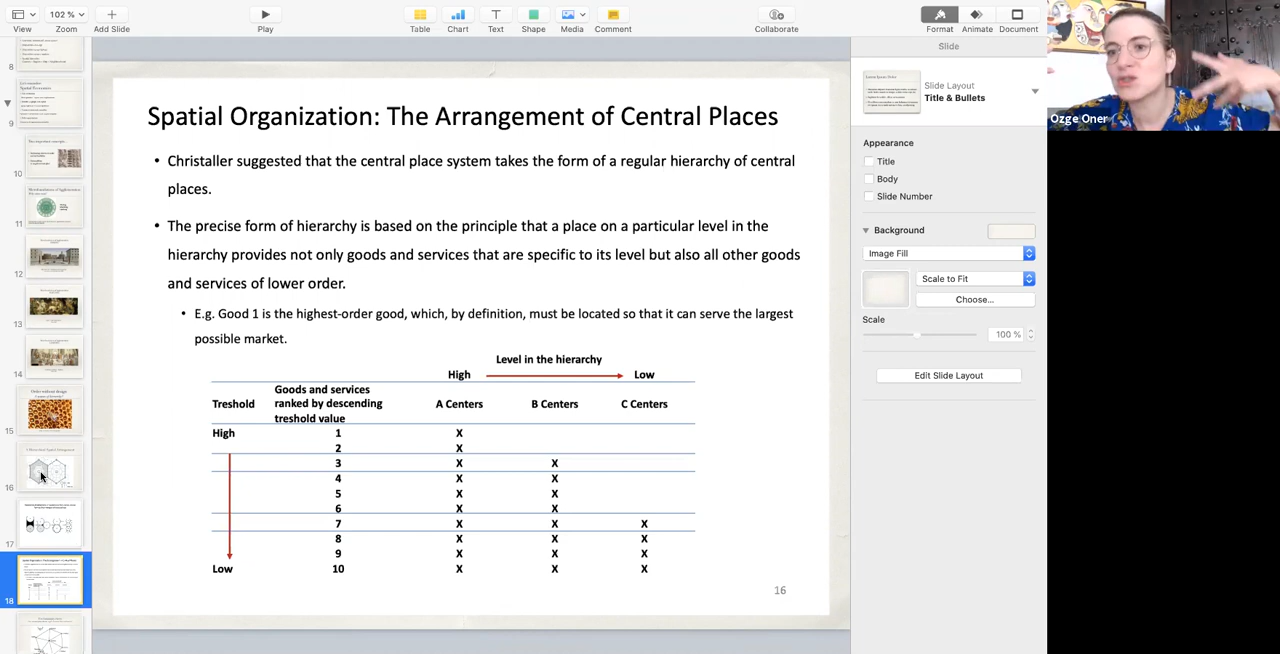 102 %
View
Zoom
Add Slide
Play
Table
Chart
Text
Shape
Media
Comment
Collaborate
Format
Animate
Document
Slide
Slide Layout
Title & Bullets
Appearance
Title
Body
Slide Number
Background
Image Fill
Scale to Fit
Choose...
Scale
100 %
Edit Slide Layout
Ozge Oner
8
9
10
11
12
13
14
15
16
17
18
Spatial Organization: The Arrangement of Central Places
• Christaller suggested that the central place system takes the form of a regular hierarchy of central
places.
• The precise form of hierarchy is based on the principle that a place on a particular level in the
hierarchy provides not only goods and services that are specific to its level but also all other goods
and services of lower order.
• E.g. Good 1 is the highest-order good, which, by definition, must be located so that it can serve the largest
possible market.
Level in the hierarchy
High Low
Goods and services
Treshold ranked by descending A Centers B Centers C Centers
treshold value
High 1 X
2 X
3 X X
4 X X
5 X X
6 X X
7 X X X
8 X X X
9 X X X
Low 10 X X X
16